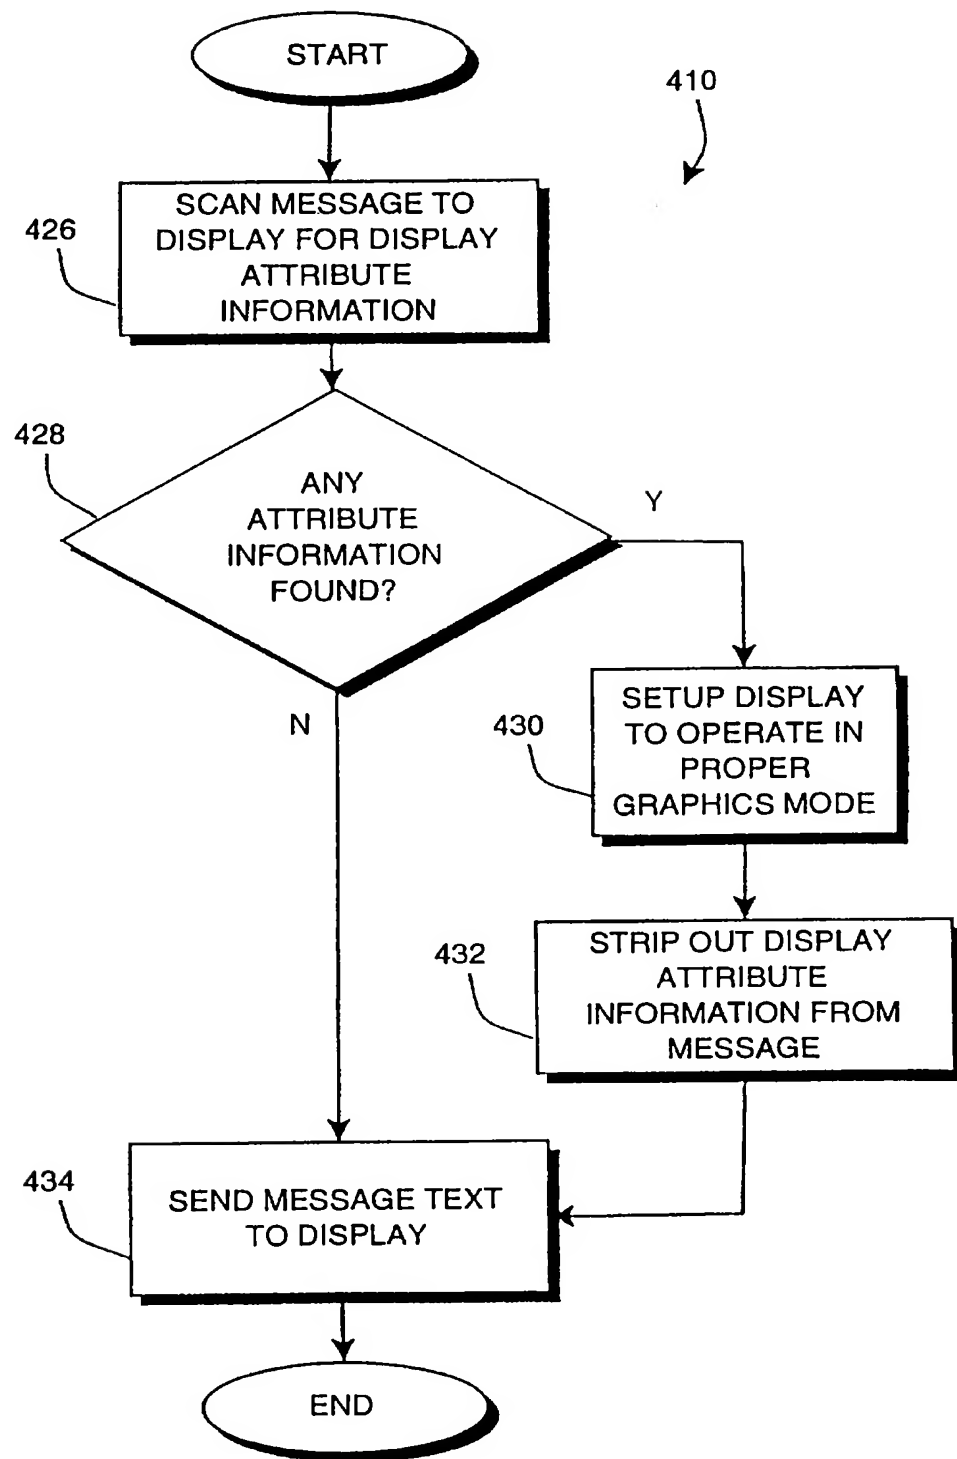 START
410
SCAN MESSAGE TO
DISPLAY FOR DISPLAY
ATTRIBUTE
INFORMATION
426
428
ANY
ATTRIBUTE
INFORMATION
FOUND?
Y
N
SETUP DISPLAY
TO OPERATE IN
PROPER
GRAPHICS MODE
430
STRIP OUT DISPLAY
ATTRIBUTE
INFORMATION FROM
MESSAGE
432
434
SEND MESSAGE TEXT
TO DISPLAY
END